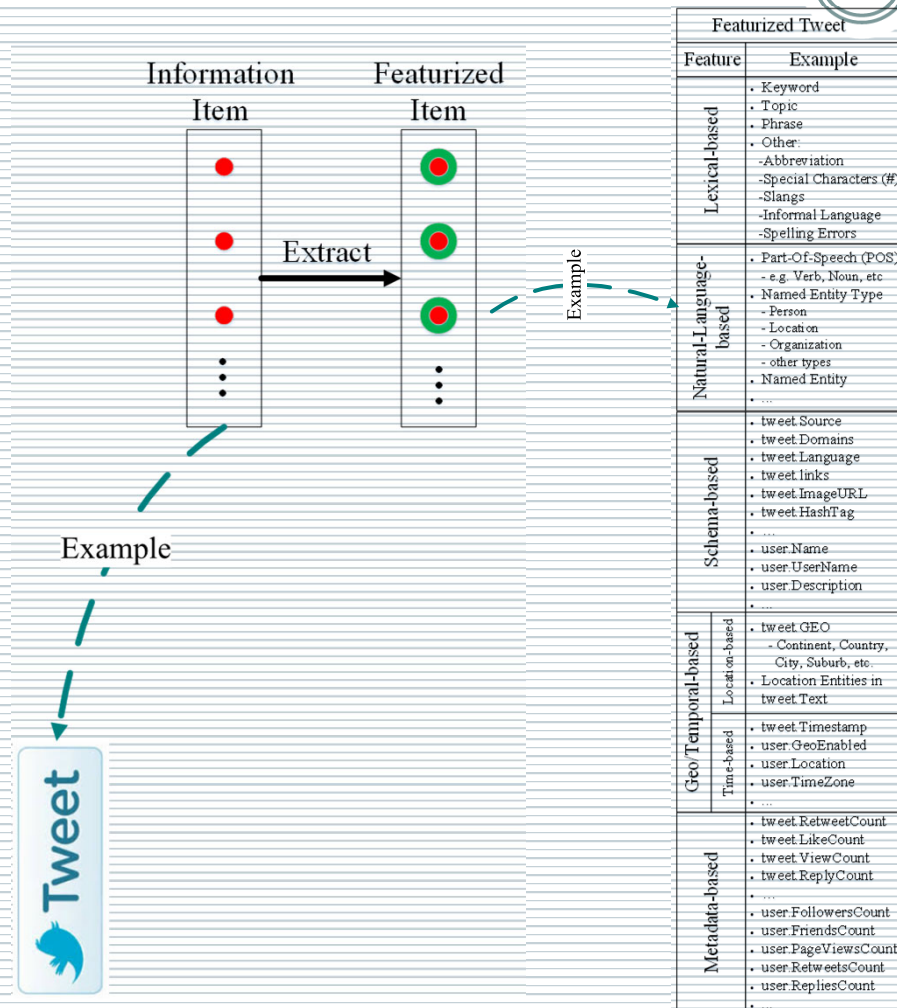 Information
Item
Featurized
Item
Extract
Example
Example
Tweet
Featurized Tweet
Feature
Example
Lexical-based
• Keyword
• Topic
• Phrase
• Other:
-Abbreviation
-Special Characters (#)
-Slangs
-Informal Language
-Spelling Errors
Natural-Language-
based
• Part-Of-Speech (POS)
- e.g. Verb, Noun, etc
• Named Entity Type
- Person
- Location
- Organization
- other types
• Named Entity
• ...
Schema-based
• tweet.Source
• tweet.Domains
• tweet.Language
• tweet.links
• tweet.ImageURL
• tweet.HashTag
• ...
• user.Name
• user.UserName
• user.Description
• ...
Geo/Temporal-based
Location-based
• tweet.GEO
- Continent, Country,
City, Suburb, etc.
• Location Entities in
tweet.Text
Time-based
• tweet.Timestamp
• user.GeoEnabled
• user.Location
• user.TimeZone
• ...
Metadata-based
• tweet.RetweetCount
• tweet.LikeCount
• tweet.ViewCount
• tweet.ReplyCount
• ...
• user.FollowersCount
• user.FriendsCount
• user.PageViewsCount
• user.RetweetsCount
• user.RepliesCount
• ...